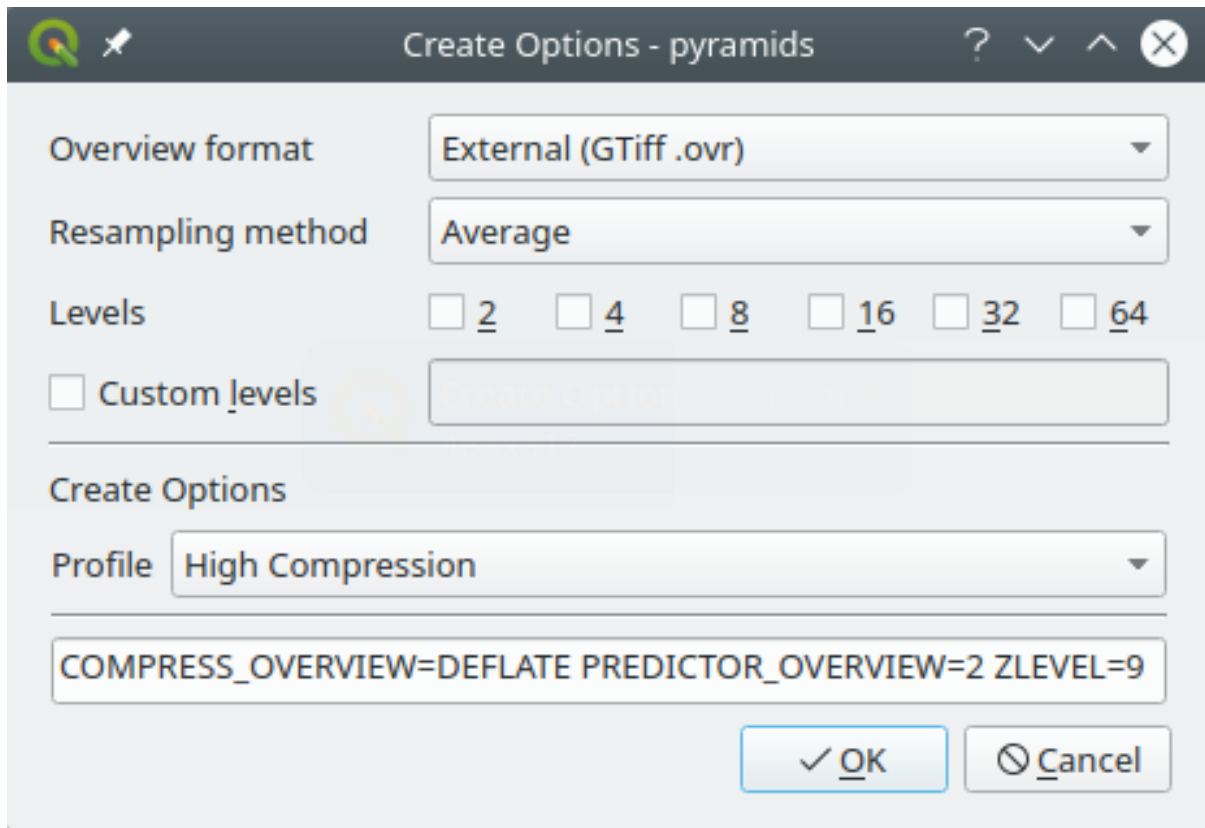 Create Options - pyramids
Overview format External (GTiff .ovr)
Resampling method Average
Levels 2 4 8 16 32 64
Custom levels
Create Options
Profile High Compression
COMPRESS_OVERVIEW=DEFLATE PREDICTOR_OVERVIEW=2 ZLEVEL=9
OK Cancel